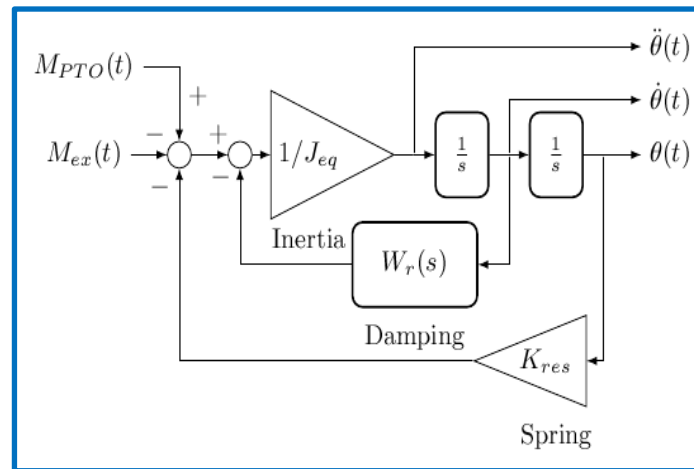 θ̈(t)
M_{PTO}(t)
θ̇(t)
+
− + 1/J_{eq} 1/s 1/s
M_{ex}(t) θ(t)
− −
Inertia
W_r(s)
Damping
K_{res}
Spring